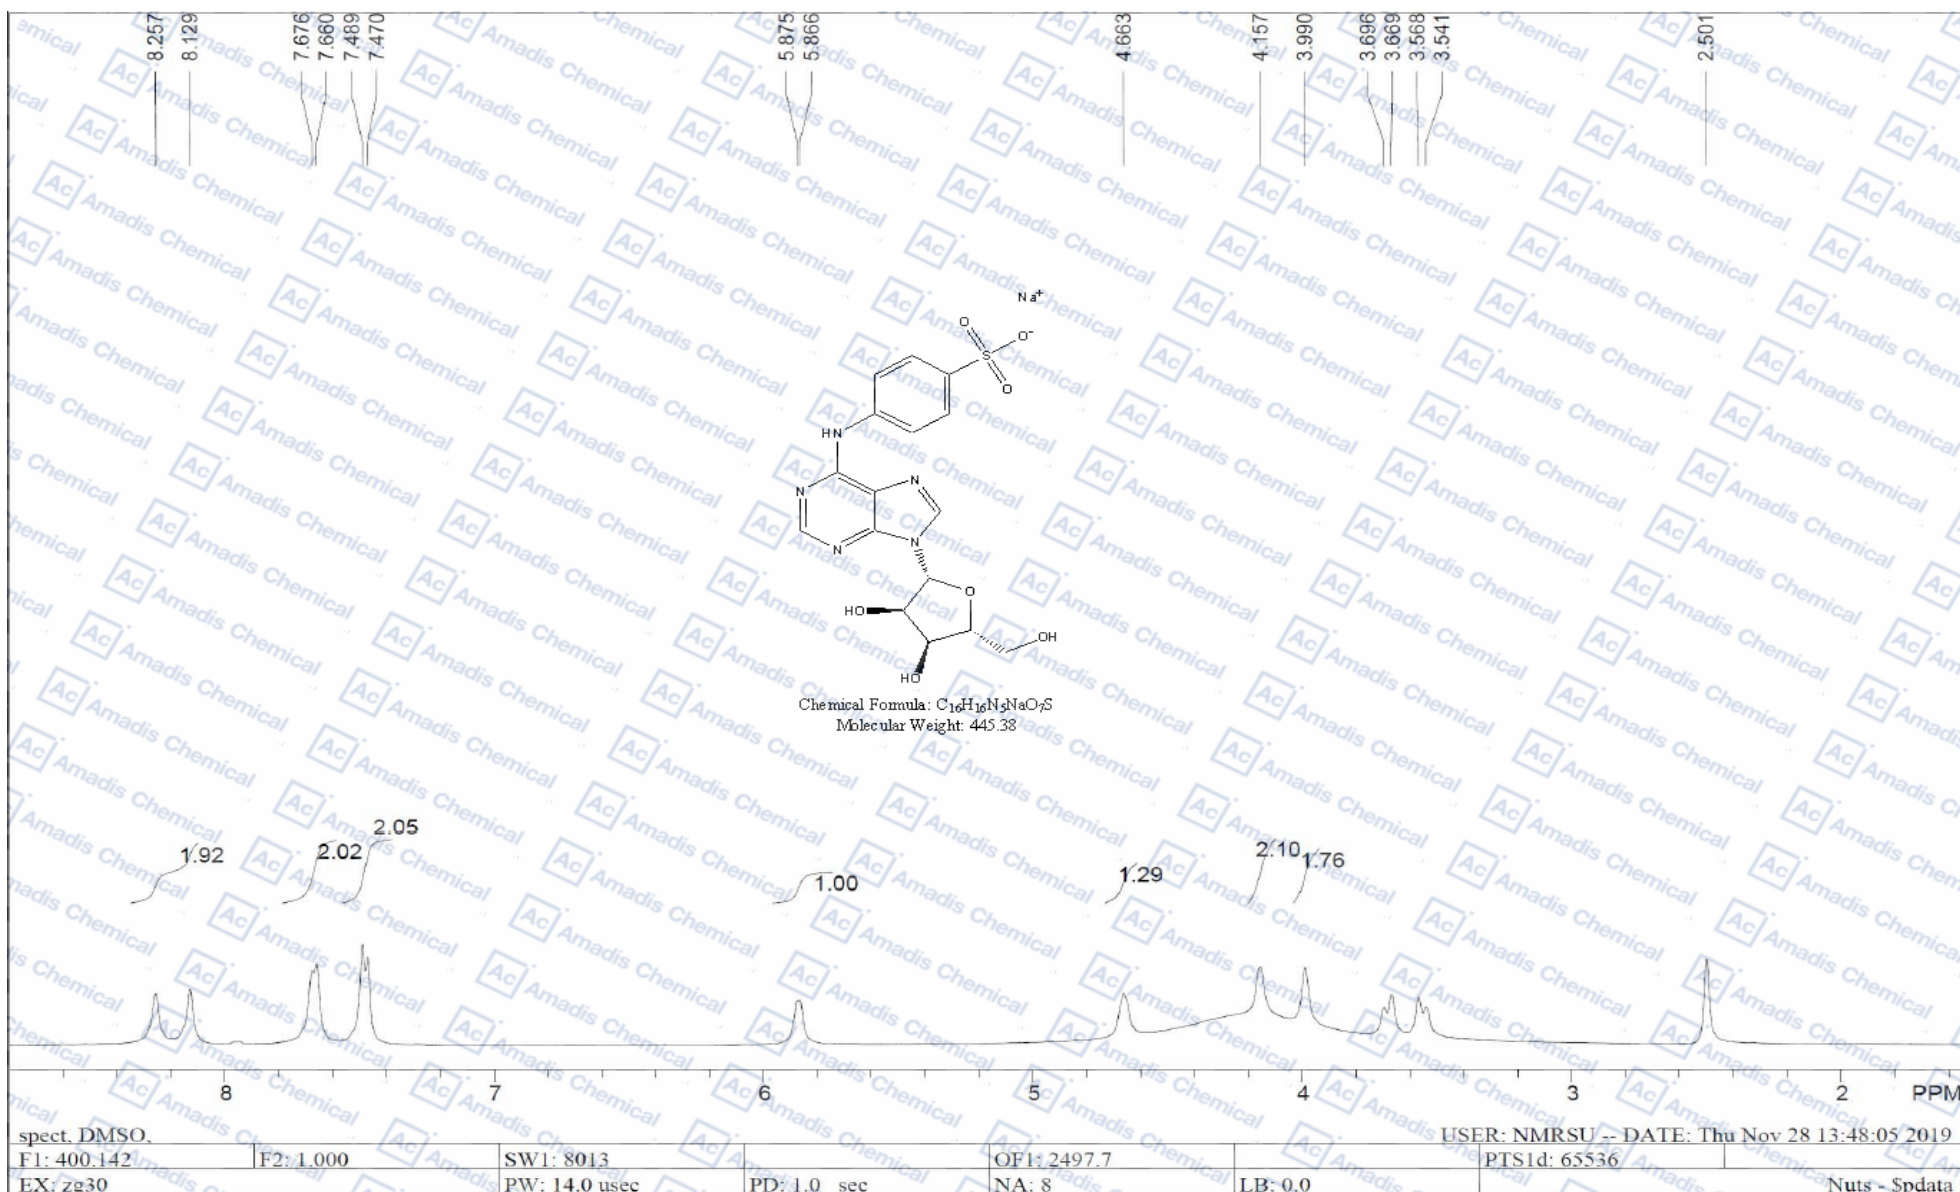 8.257
8.129
7.676
7.660
7.489
7.470
5.875
5.866
4.663
4.157
3.990
3.696
3.669
3.568
3.541
2.501
Na+
O
O-
S
O
HN
N
N
N
N
O
HO
OH
HO
Chemical Formula: C16H16N5NaO7S
Molecular Weight: 445.38
1.92
2.02
2.05
1.00
1.29
2.10
1.76
8 7 6 5 4 3 2 PPM
spect, DMSO,
USER: NMRSU -- DATE: Thu Nov 28 13:48:05 2019
F1: 400.142 F2: 1.000 SW1: 8013 OF1: 2497.7 PTS1d: 65536
EX: zg30 PW: 14.0 usec PD: 1.0 sec NA: 8 LB: 0.0 Nuts - $pdata
Ac Amadis Chemical